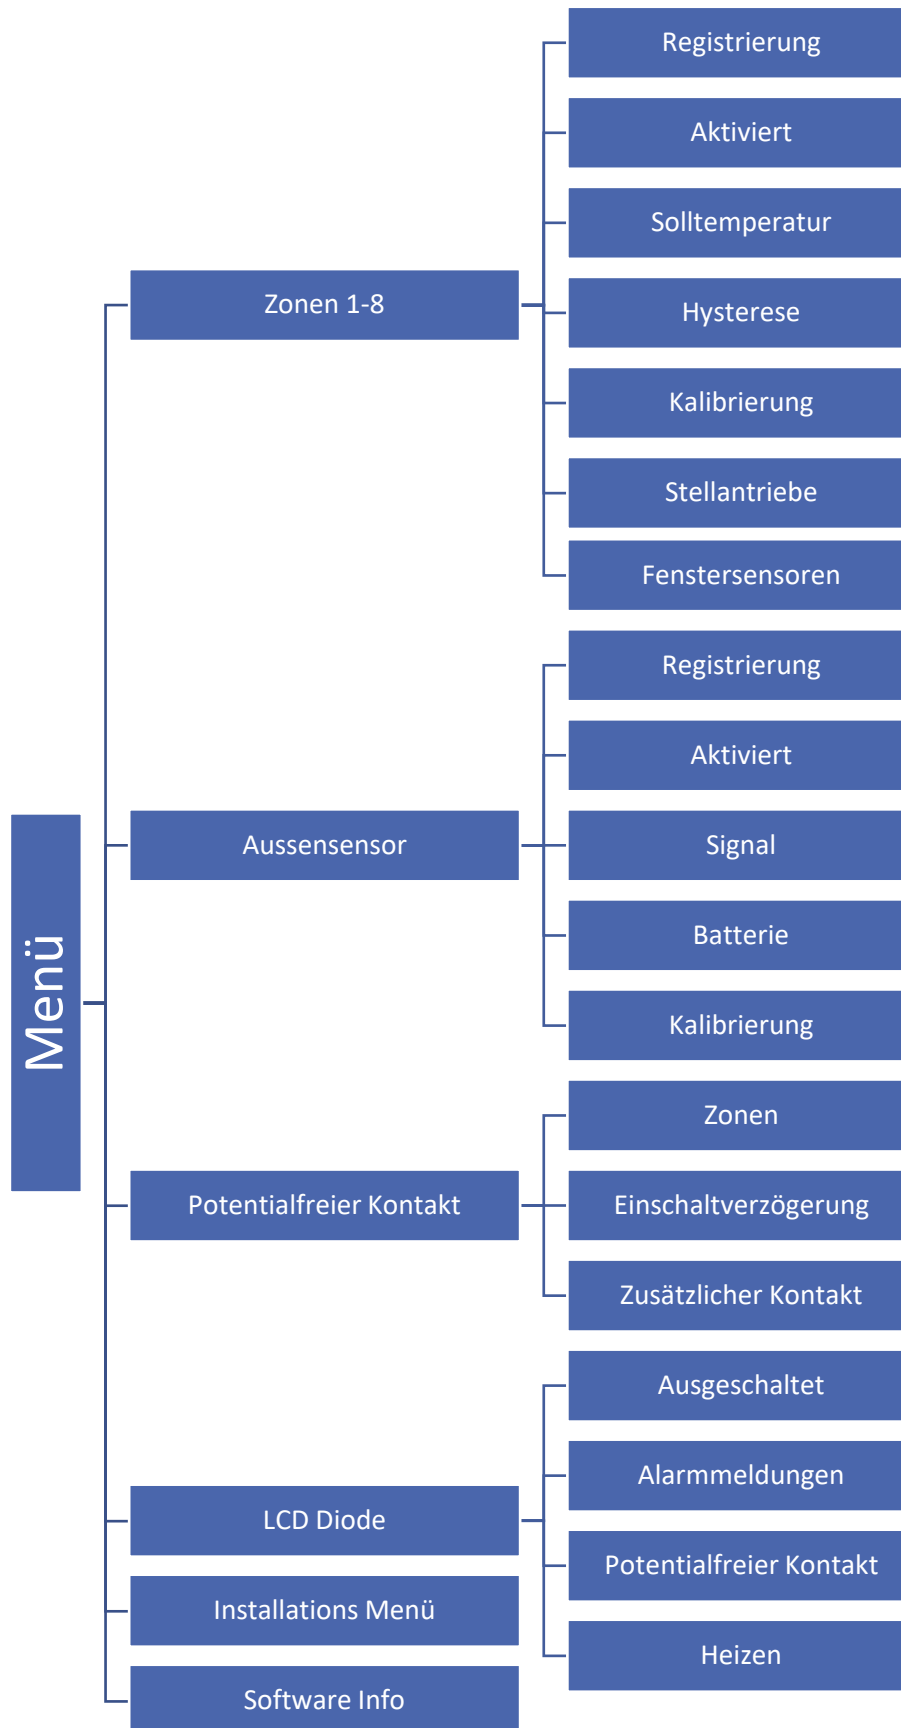 Menü
Zonen 1-8
Registrierung
Aktiviert
Solltemperatur
Hysterese
Kalibrierung
Stellantriebe
Fenstersensoren
Aussensensor
Registrierung
Aktiviert
Signal
Batterie
Kalibrierung
Potentialfreier Kontakt
Zonen
Einschaltverzögerung
Zusätzlicher Kontakt
LCD Diode
Ausgeschaltet
Alarmmeldungen
Potentialfreier Kontakt
Heizen
Installations Menü
Software Info